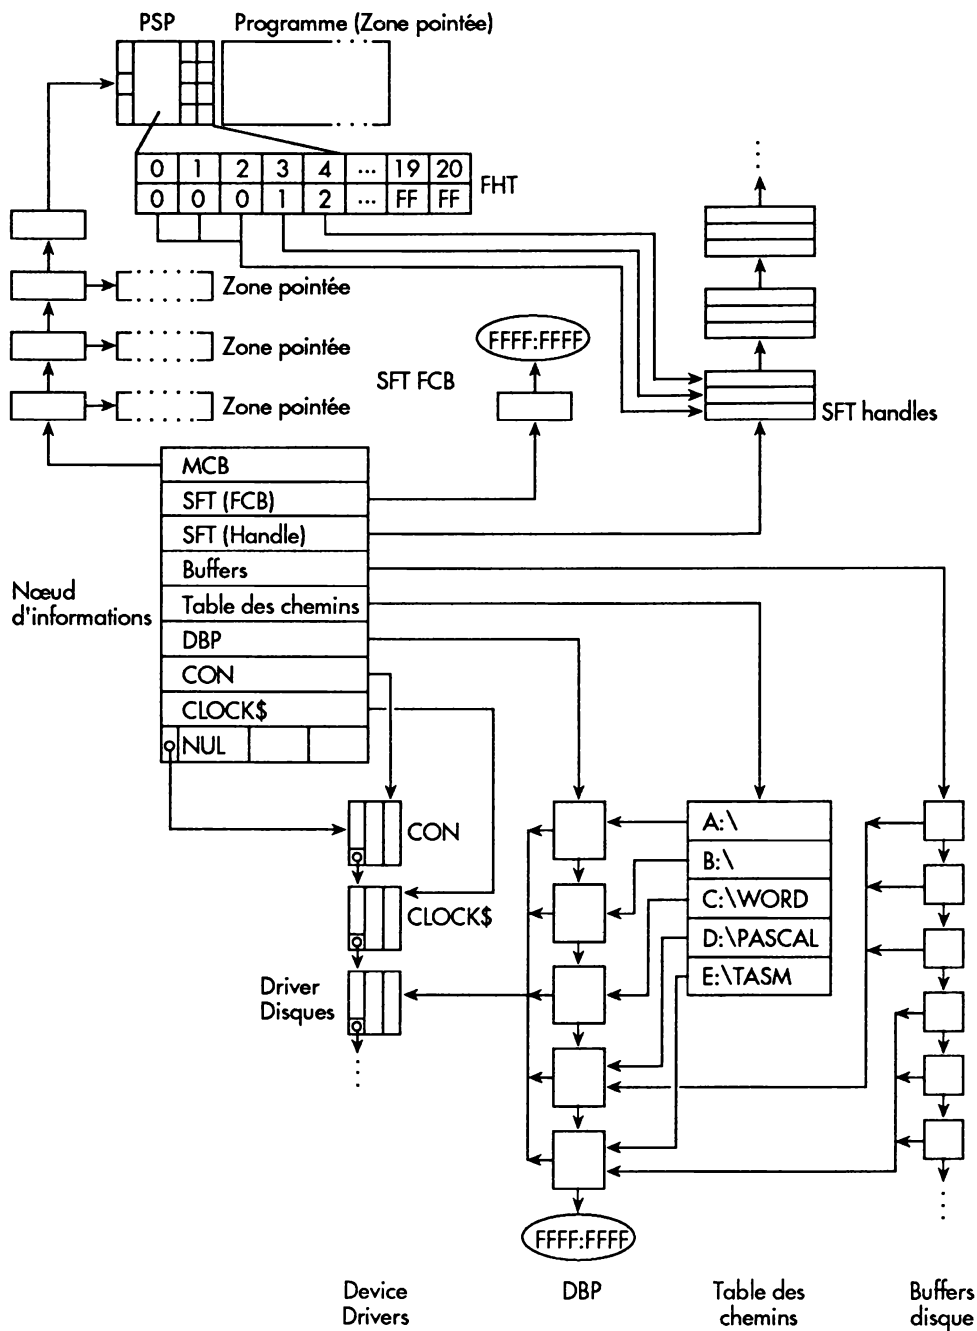 PSP Programme (Zone pointée)
0 1 2 3 4 ... 19 20
FHT
0 0 0 1 2 ... FF FF
Zone pointée
Zone pointée
FFFF:FFFF
SFT FCB
Zone pointée
SFT handles
MCB
SFT (FCB)
SFT (Handle)
Buffers
Nœud
d'informations
Table des chemins
DBP
CON
CLOCK$
NUL
CON
A:\
B:\
C:\WORD
CLOCK$
D:\PASCAL
E:\TASM
Driver
Disques
FFFF:FFFF
Device
Drivers
DBP
Table des
chemins
Buffers
disque